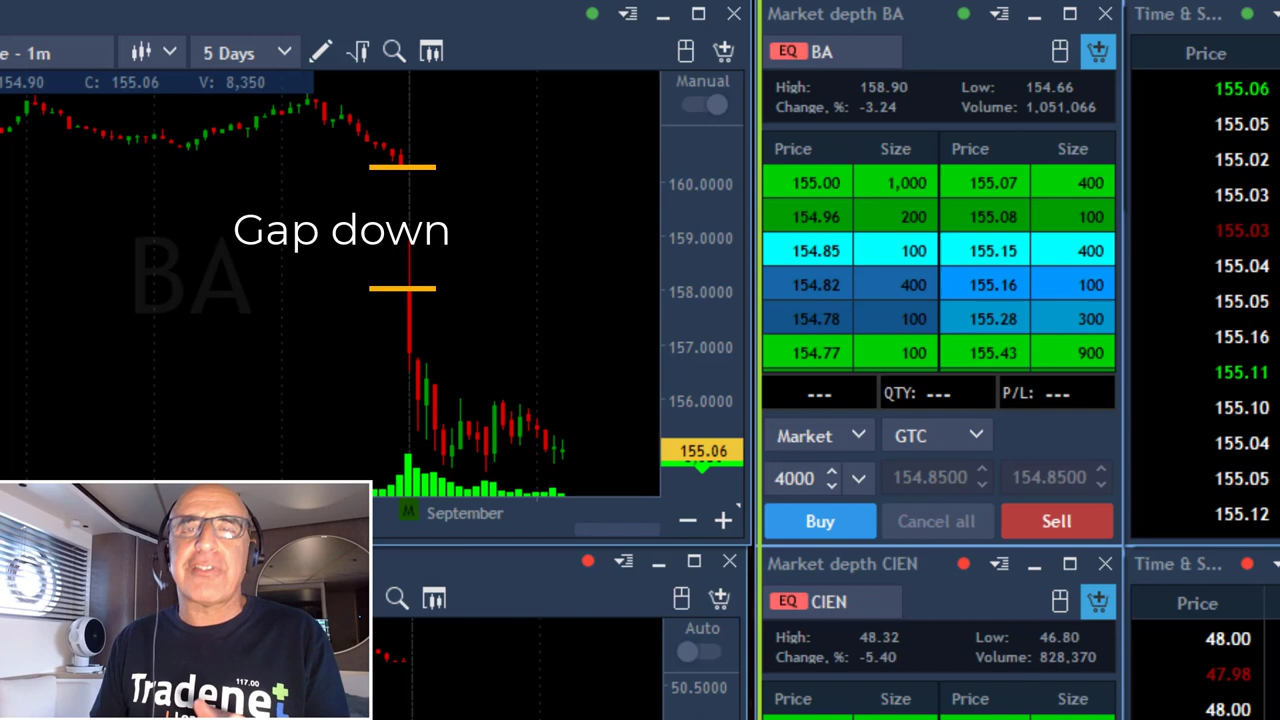 e - 1m
5 Days
154.90 C: 155.06 V: 8,350
Manual
160.0000
159.0000
158.0000
157.0000
156.0000
155.06
BA
Gap down
M September
Market depth BA
EQ BA
High: 158.90 Low: 154.66
Change, %: -3.24 Volume: 1,051,066
Price Size Price Size
155.00 1,000 155.07 400
154.96 200 155.08 100
154.85 100 155.15 400
154.82 400 155.16 100
154.78 100 155.28 300
154.77 100 155.43 900
--- QTY: --- P/L: ---
Market GTC
4000 154.8500 154.8500
Buy Cancel all Sell
Time & S...
Price
155.06
155.05
155.02
155.03
155.03
155.04
155.05
155.16
155.11
155.10
155.04
155.05
155.12
117.00
Tradenet
Auto
50.5000
Market depth CIEN
EQ CIEN
High: 48.32 Low: 46.80
Change, %: -5.40 Volume: 828,370
Price Size Price Size
Time & S...
Price
48.00
47.98
48.00